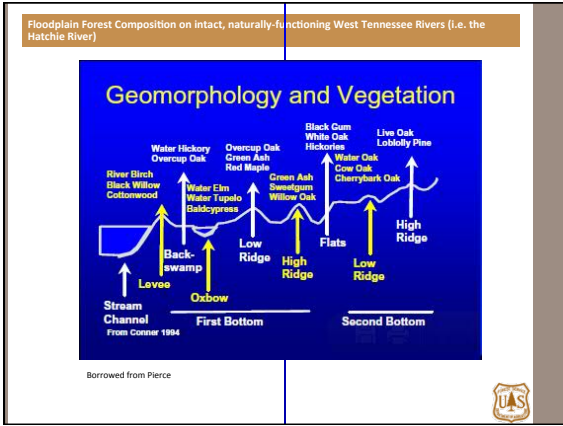 Floodplain Forest Composition on intact, naturally-functioning West Tennessee Rivers (i.e. the
Hatchie River)
Geomorphology and Vegetation
Black Gum
White Oak
Hickories
Live Oak
Loblolly Pine
Water Hickory
Overcup Oak
Overcup Oak
Green Ash
Red Maple
Water Oak
Cow Oak
Cherrybark Oak
River Birch
Black Willow
Cottonwood
Water Elm
Water Tupelo
Baldcypress
Green Ash
Sweetgum
Willow Oak
High
Ridge
Low
Ridge
Flats
Back-
swamp
High
Ridge
Low
Ridge
Levee
Oxbow
Stream
Channel
First Bottom
Second Bottom
From Conner 1994
Borrowed from Pierce
UAS